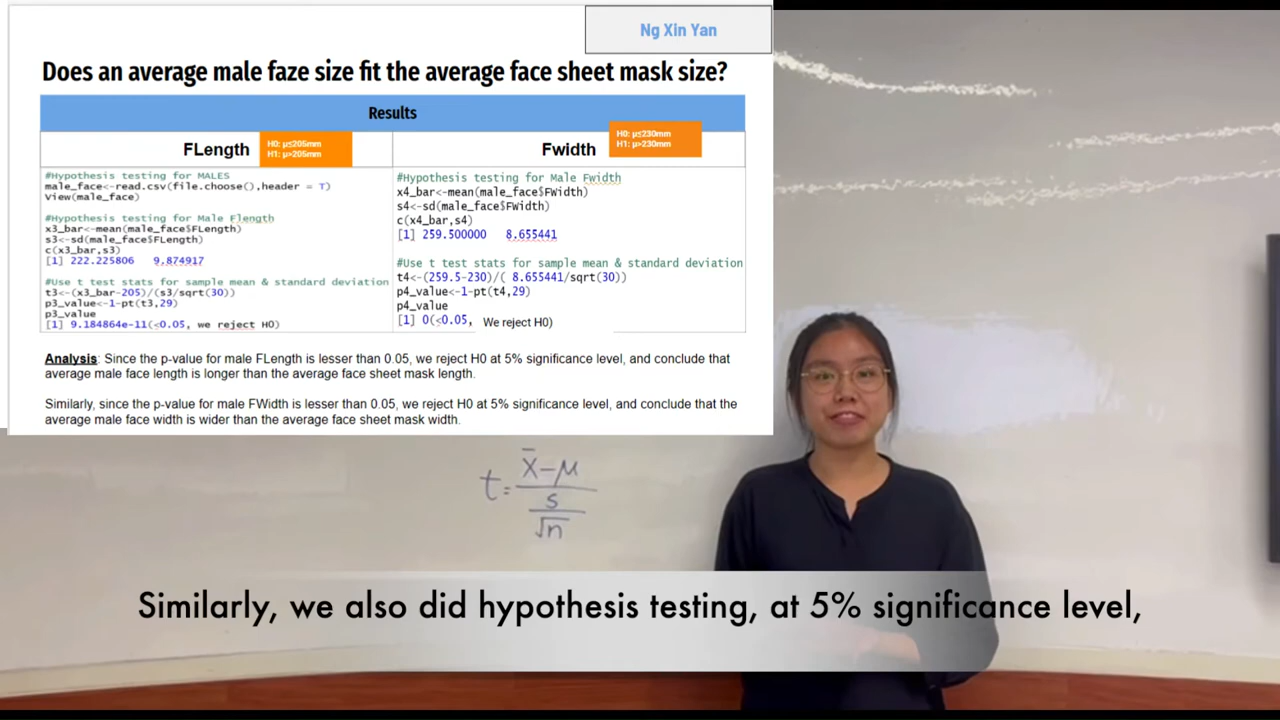 Ng Xin Yan
Does an average male faze size fit the average face sheet mask size?
Results
FLength
H0: μ≤205mm
H1: μ>205mm
Fwidth
H0: μ≤230mm
H1: μ>230mm
#Hypothesis testing for MALES
male_face<-read.csv(file.choose(),header = T)
View(male_face)
#Hypothesis testing for Male Flength
x3_bar<-mean(male_face$FLength)
s3<-sd(male_face$FLength)
c(x3_bar,s3)
[1] 222.225806 9.874917
#Use t test stats for sample mean & standard deviation
t3<-(x3_bar-205)/(s3/sqrt(30))
p3_value<-1-pt(t3,29)
p3_value
[1] 9.184864e-11(<0.05, we reject H0)
#Hypothesis testing for Male Fwidth
x4_bar<-mean(male_face$FWidth)
s4<-sd(male_face$FWidth)
c(x4_bar,s4)
[1] 259.500000 8.655441
#Use t test stats for sample mean & standard deviation
t4<-(259.5-230)/( 8.655441/sqrt(30))
p4_value<-1-pt(t4,29)
p4_value
[1] 0(<0.05, We reject H0)
Analysis: Since the p-value for male FLength is lesser than 0.05, we reject H0 at 5% significance level, and conclude that
average male face length is longer than the average face sheet mask length.
Similarly, since the p-value for male FWidth is lesser than 0.05, we reject H0 at 5% significance level, and conclude that the
average male face width is wider than the average face sheet mask width.
t = x̄-μ
s
√n
Similarly, we also did hypothesis testing, at 5% significance level,